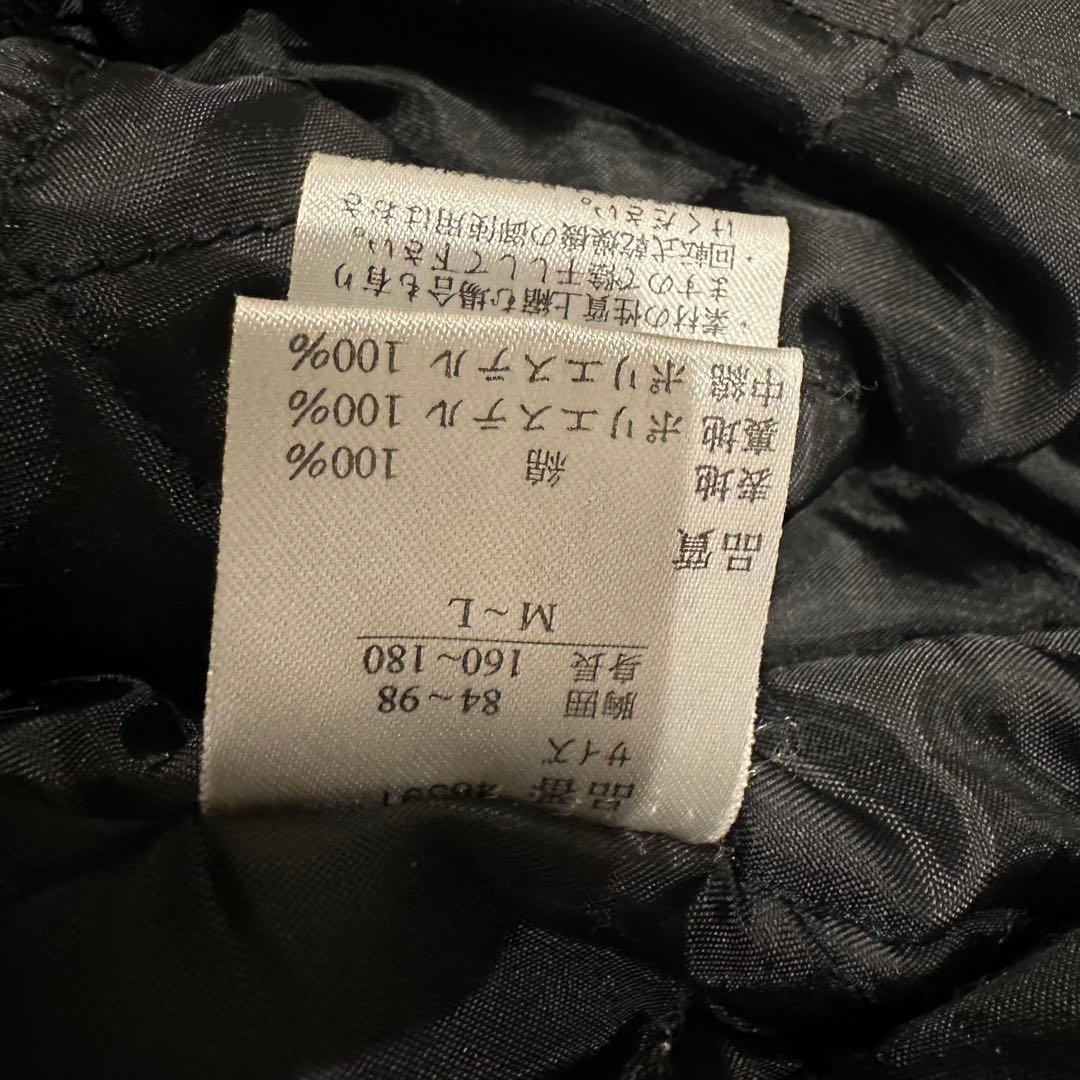 品番
サイズ
胸囲 84~98
身長 160~180
M~L
品質
表地 綿 100%
裏地 ポリエステル 100%
中綿 ポリエステル 100%
・素材の性質上縮む場合も有り
ますので陰干しして下さい。
・回転式乾燥機の御使用はおさ
けください。